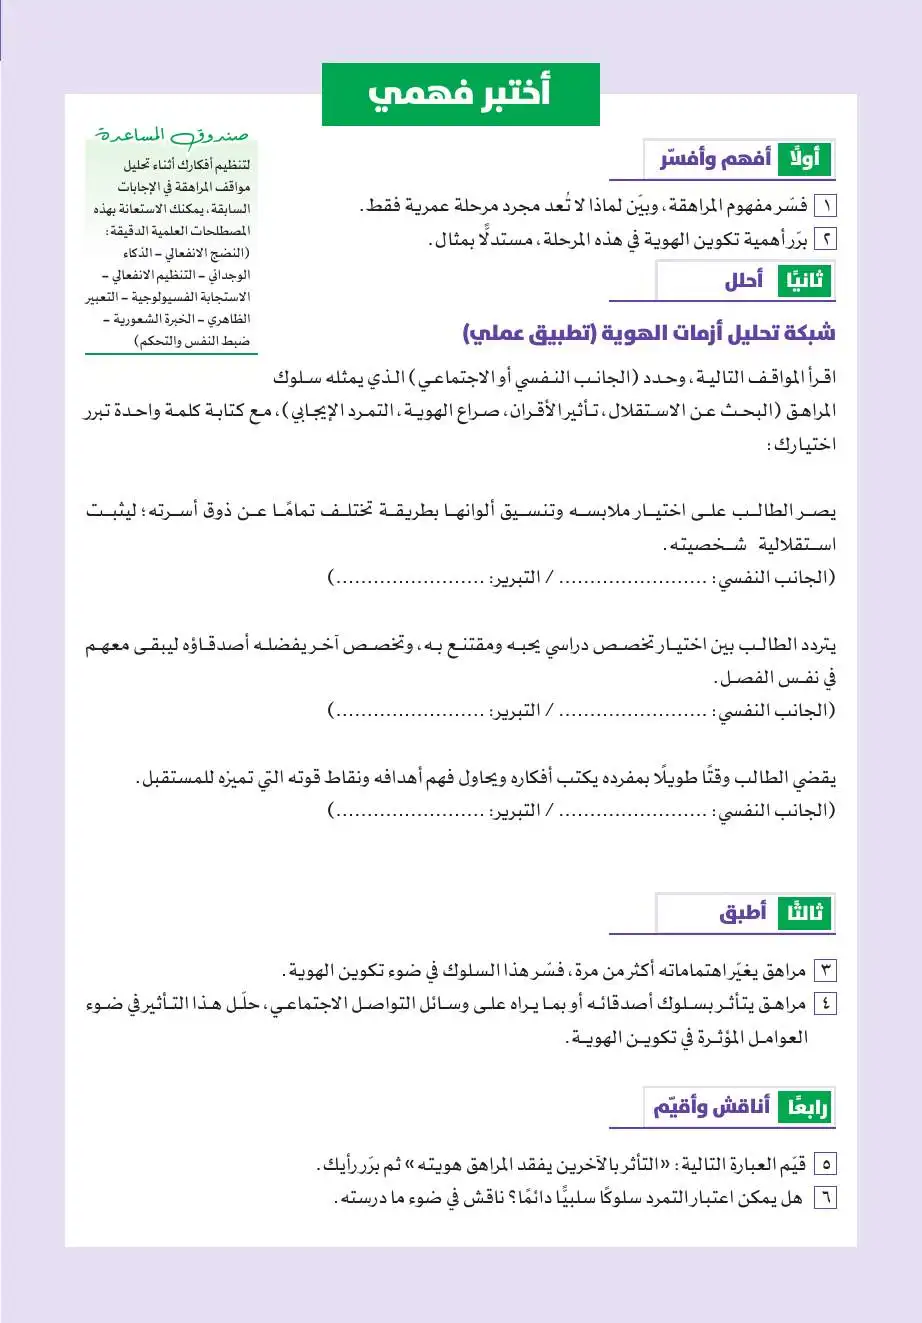 أختبر فهمي
صندوق المساعدة
لتنظيم أفكارك أثناء تحليل
مواقف المراهقة في الإجابات
السابقة، يمكنك الاستعانة بهذه
المصطلحات العلمية الدقيقة:
(النضج الانفعالي – الذكاء
الوجداني – التنظيم الانفعالي –
الاستجابة الفسيولوجية – التعبير
الظاهري – الخبرة الشعورية –
ضبط النفس والتحكم)
أولًا أفهم وأفسّر
١ فسّر مفهوم المراهقة، وبيّن لماذا لا تُعد مجرد مرحلة عمرية فقط.
٢ برّر أهمية تكوين الهوية في هذه المرحلة، مستدلًّا بمثال.
ثانيًا أحلل
شبكة تحليل أزمات الهوية (تطبيق عملي)
اقرأ المواقف التالية، وحدد (الجانب النفسي أو الاجتماعي) الذي يمثله سلوك
المراهق (البحث عن الاستقلال، تأثير الأقران، صراع الهوية، التمرد الإيجابي)، مع كتابة كلمة واحدة تبرر
اختيارك:
يصر الطالب على اختيار ملابسه وتنسيق ألوانها بطريقة تختلف تمامًا عن ذوق أسرته؛ ليثبت
استقلالية شخصيته.
(الجانب النفسي: ........................ / التبرير: ........................)
يتردد الطالب بين اختيار تخصص دراسي يحبه ومقتنع به، وتخصص آخر يفضله أصدقاؤه ليبقى معهم
في نفس الفصل.
(الجانب النفسي: ........................ / التبرير: ........................)
يقضي الطالب وقتًا طويلًا بمفرده يكتب أفكاره ويحاول فهم أهدافه ونقاط قوته التي تميزه للمستقبل.
(الجانب النفسي: ........................ / التبرير: ........................)
ثالثًا أطبق
٣ مراهق يغيّر اهتماماته أكثر من مرة، فسّر هذا السلوك في ضوء تكوين الهوية.
٤ مراهق يتأثر بسلوك أصدقائه أو بما يراه على وسائل التواصل الاجتماعي، حلّل هذا التأثير في ضوء
العوامل المؤثرة في تكوين الهوية.
رابعًا أناقش وأقيّم
٥ قيّم العبارة التالية: «التأثر بالآخرين يفقد المراهق هويته» ثم برّر رأيك.
٦ هل يمكن اعتبار التمرد سلوكًا سلبيًّا دائمًا؟ ناقش في ضوء ما درسته.